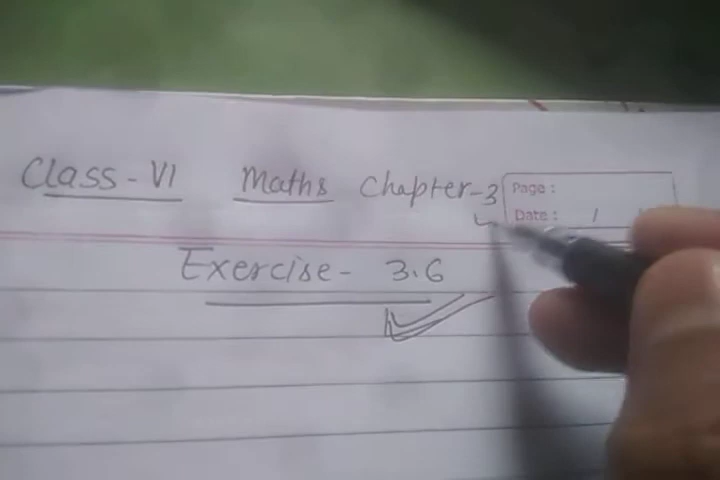 Class - VI Maths Chapter - 3
Page :
Date : /
Exercise - 3.6